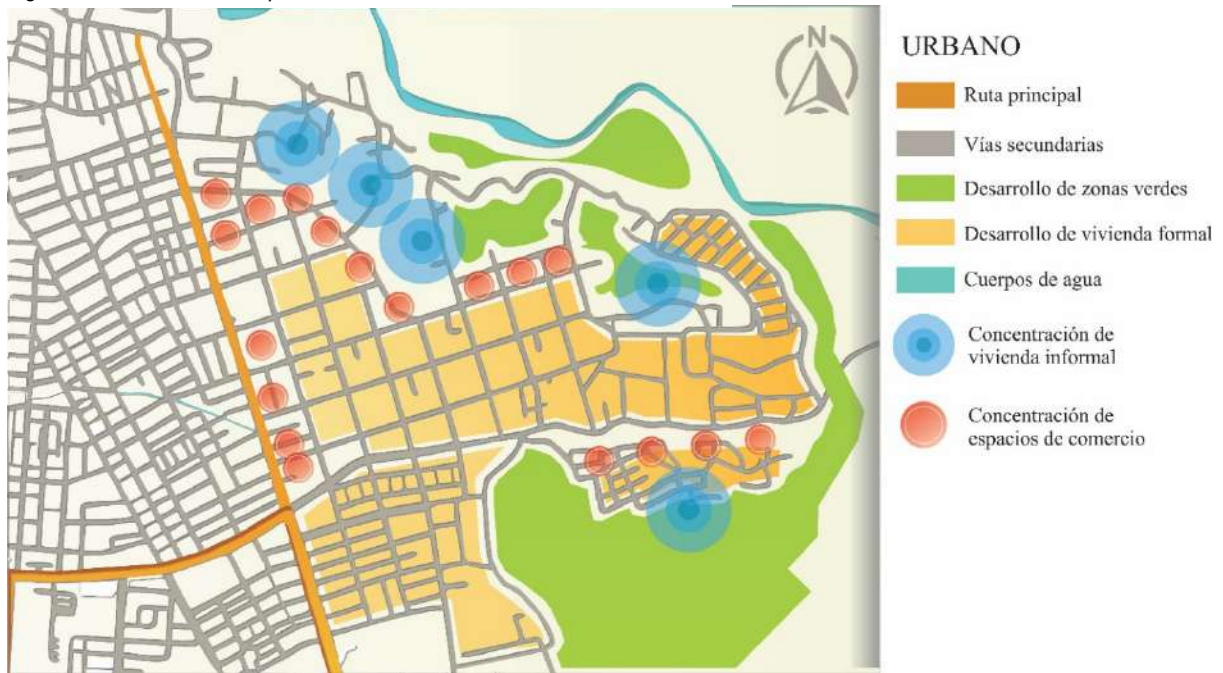 N
URBANO
Ruta principal
Vías secundarias
Desarrollo de zonas verdes
Desarrollo de vivienda formal
Cuerpos de agua
Concentración de
vivienda informal
Concentración de
espacios de comercio